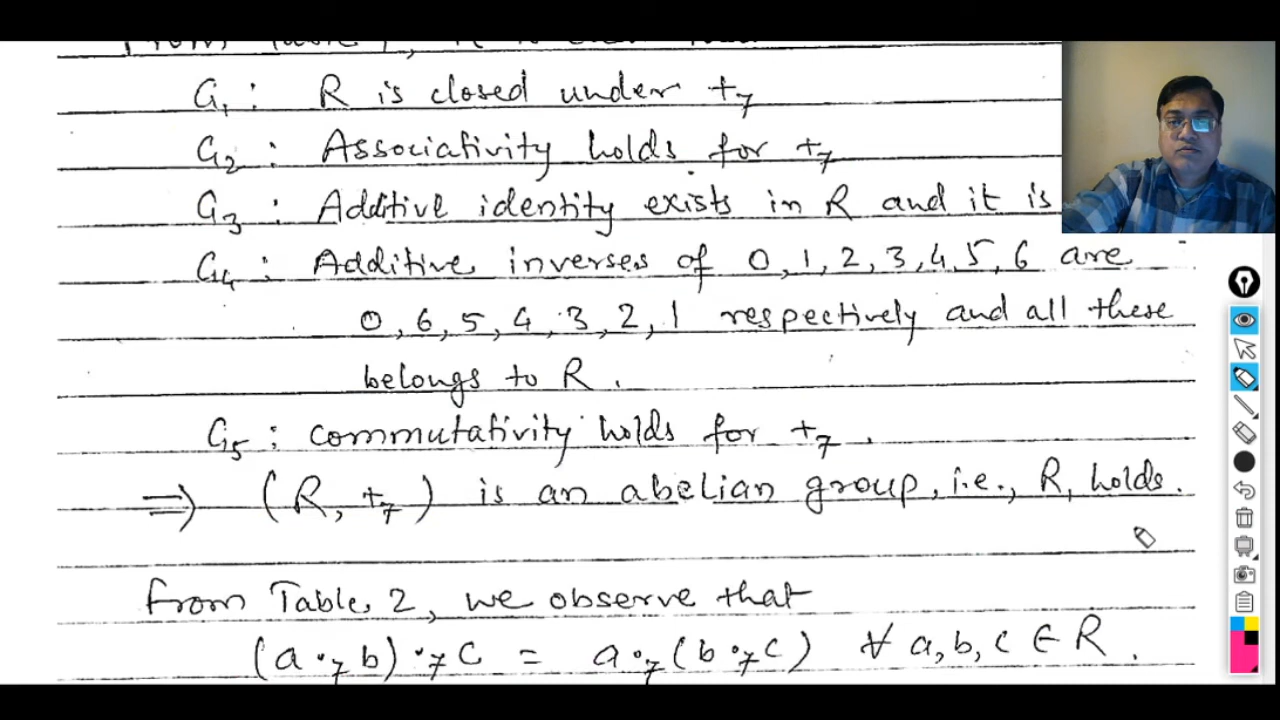 G1 : R is closed under +7
G2 : Associativity holds for +7
G3 : Additive identity exists in R and it is
G4 : Additive inverses of 0, 1, 2, 3, 4, 5, 6 are
0, 6, 5, 4, 3, 2, 1 respectively and all these
belongs to R.
G5 : commutativity holds for +7.
⇒ (R, +7) is an abelian group, i.e., R, holds.
From Table 2, we observe that
(a ·7 b) ·7 c = a ·7 (b ·7 c) ∀ a, b, c ∈ R.